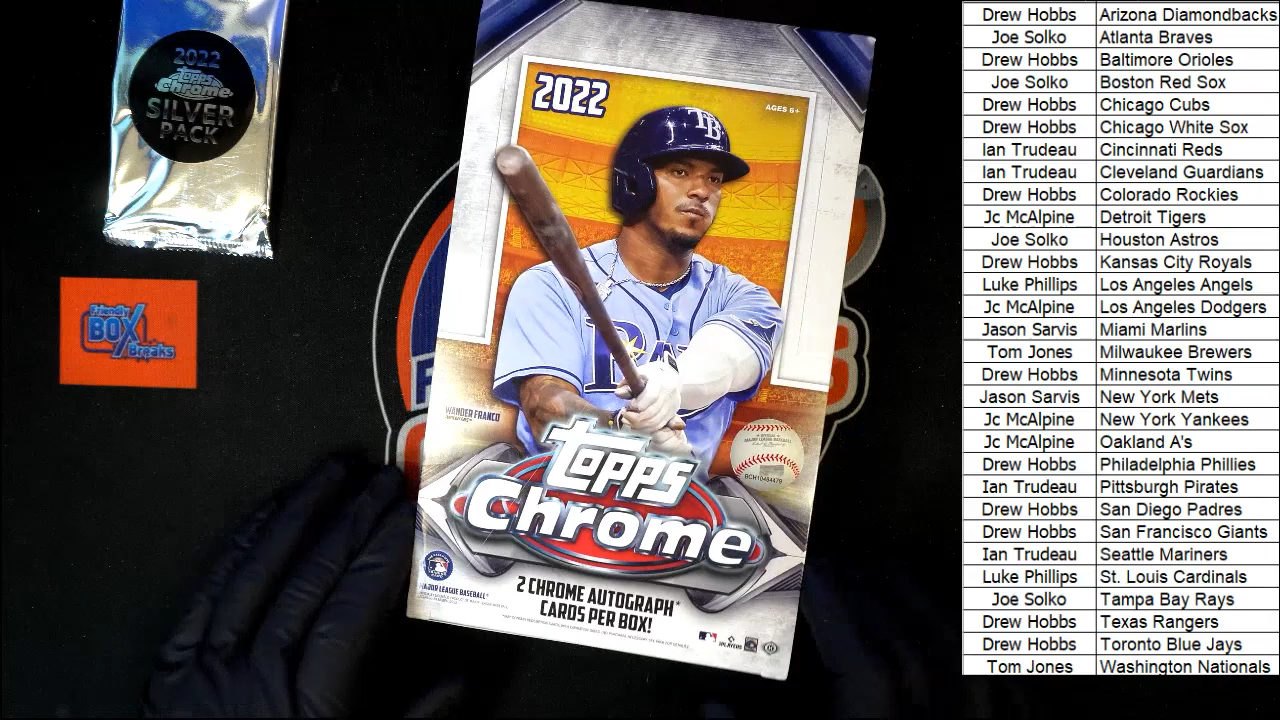 2022
Topps
Chrome
SILVER
PACK
Friendly
BOX
Breaks
2022
AGES 6+
TB
WANDER FRANCO
Topps
Chrome
BCH10484479
MAJOR LEAGUE BASEBALL
2 CHROME AUTOGRAPH*
CARDS PER BOX!
Drew Hobbs Arizona Diamondbacks
Joe Solko Atlanta Braves
Drew Hobbs Baltimore Orioles
Joe Solko Boston Red Sox
Drew Hobbs Chicago Cubs
Drew Hobbs Chicago White Sox
Ian Trudeau Cincinnati Reds
Ian Trudeau Cleveland Guardians
Drew Hobbs Colorado Rockies
Jc McAlpine Detroit Tigers
Joe Solko Houston Astros
Drew Hobbs Kansas City Royals
Luke Phillips Los Angeles Angels
Jc McAlpine Los Angeles Dodgers
Jason Sarvis Miami Marlins
Tom Jones Milwaukee Brewers
Drew Hobbs Minnesota Twins
Jason Sarvis New York Mets
Jc McAlpine New York Yankees
Jc McAlpine Oakland A's
Drew Hobbs Philadelphia Phillies
Ian Trudeau Pittsburgh Pirates
Drew Hobbs San Diego Padres
Drew Hobbs San Francisco Giants
Ian Trudeau Seattle Mariners
Luke Phillips St. Louis Cardinals
Joe Solko Tampa Bay Rays
Drew Hobbs Texas Rangers
Drew Hobbs Toronto Blue Jays
Tom Jones Washington Nationals